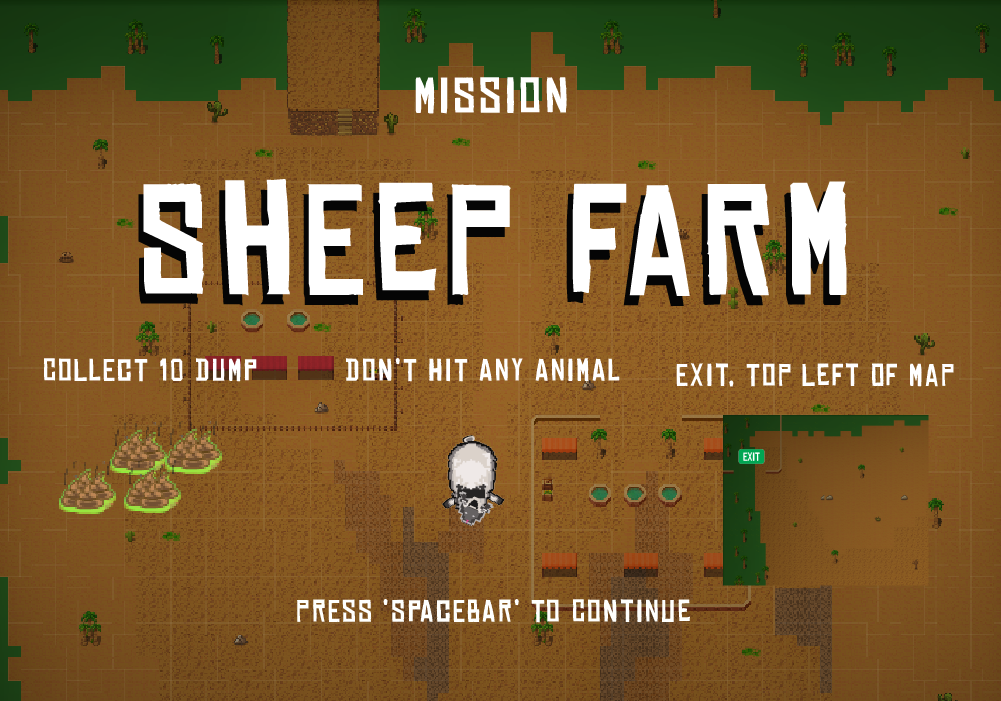 MISSION
SHEEP FARM
COLLECT 10 DUMP
DON'T HIT ANY ANIMAL
EXIT. TOP LEFT OF MAP
EXIT
PRESS 'SPACEBAR' TO CONTINUE